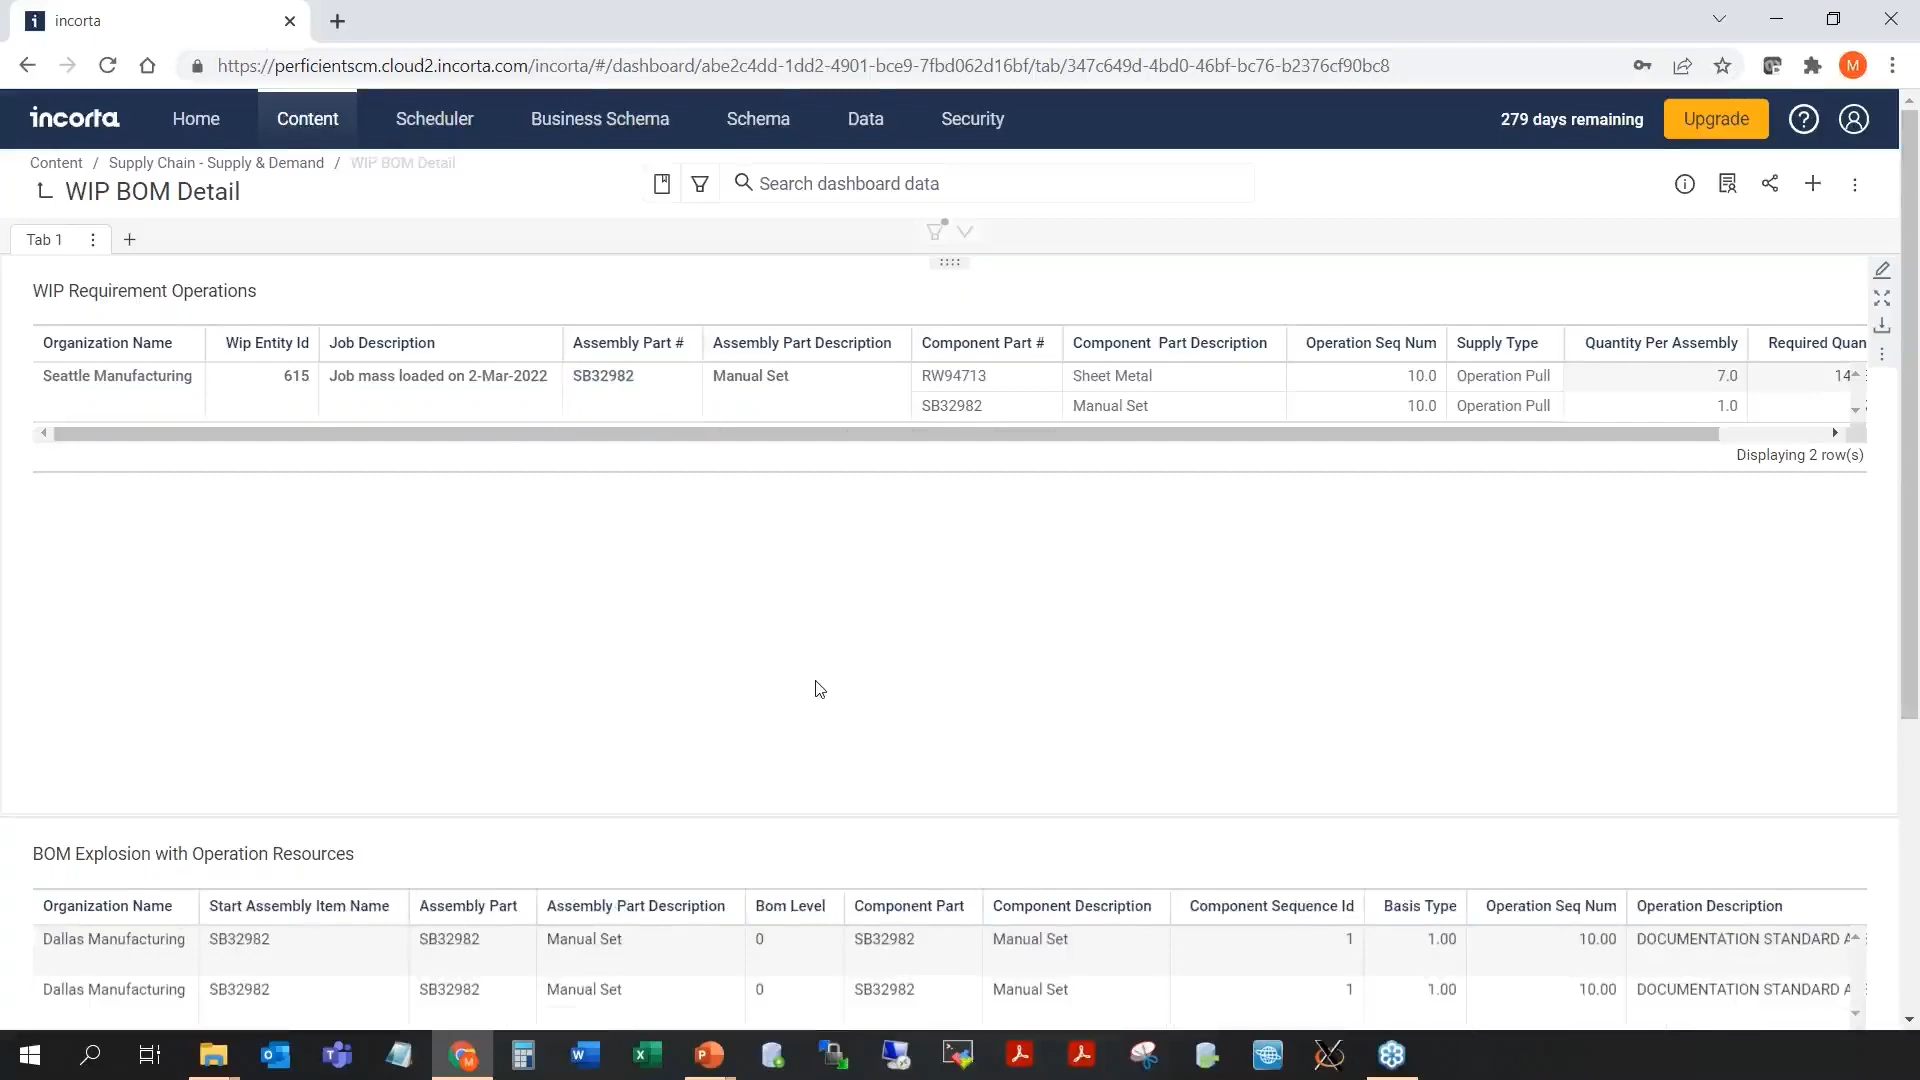 incorta
https://perficientscm.cloud2.incorta.com/incorta/#/dashboard/abe2c4dd-1dd2-4901-bce9-7fbd062d16bf/tab/347c649d-4bd0-46bf-bc76-b2376cf90bc8
M
incorta Home Content Scheduler Business Schema Schema Data Security 279 days remaining Upgrade
Content / Supply Chain - Supply & Demand / WIP BOM Detail
WIP BOM Detail
Search dashboard data
Tab 1
WIP Requirement Operations
Organization Name Wip Entity Id Job Description Assembly Part # Assembly Part Description Component Part # Component Part Description Operation Seq Num Supply Type Quantity Per Assembly Required Quan
Seattle Manufacturing 615 Job mass loaded on 2-Mar-2022 SB32982 Manual Set RW94713 Sheet Metal 10.0 Operation Pull 7.0 14
SB32982 Manual Set 10.0 Operation Pull 1.0
Displaying 2 row(s)
BOM Explosion with Operation Resources
Organization Name Start Assembly Item Name Assembly Part Assembly Part Description Bom Level Component Part Component Description Component Sequence Id Basis Type Operation Seq Num Operation Description
Dallas Manufacturing SB32982 SB32982 Manual Set 0 SB32982 Manual Set 1 1.00 10.00 DOCUMENTATION STANDARD A
Dallas Manufacturing SB32982 SB32982 Manual Set 0 SB32982 Manual Set 1 1.00 10.00 DOCUMENTATION STANDARD A